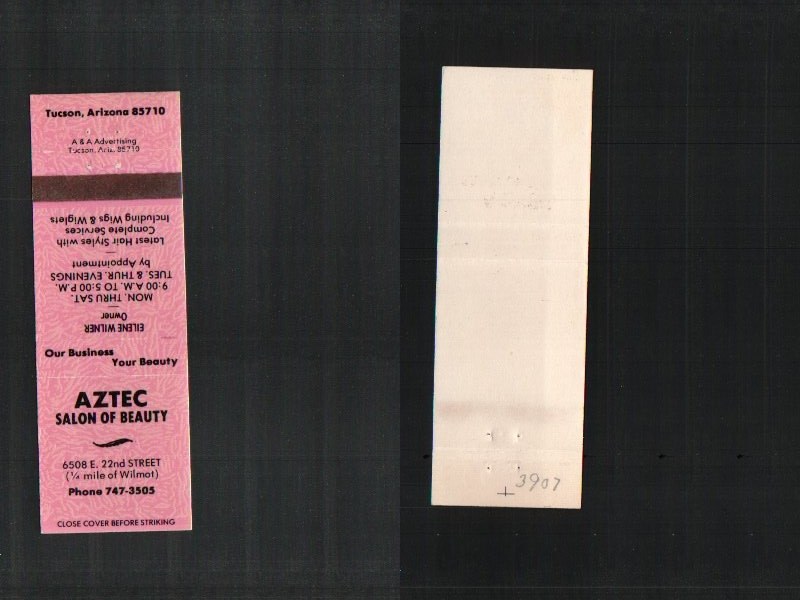 Tucson, Arizona 85710
A & A Advertising
Tucson, Ariz. 85710
EILENE WILNER
Owner
—
MON. THRU SAT.
9:00 A.M. TO 5:00 P.M.
TUES. & THUR. EVENINGS
by Appointment
—
Latest Hair Styles with
Complete Services
Including Wigs & Wiglets
Our Business
Your Beauty
AZTEC
SALON OF BEAUTY
6508 E. 22nd STREET
(¼ mile of Wilmot)
Phone 747-3505
CLOSE COVER BEFORE STRIKING
3907